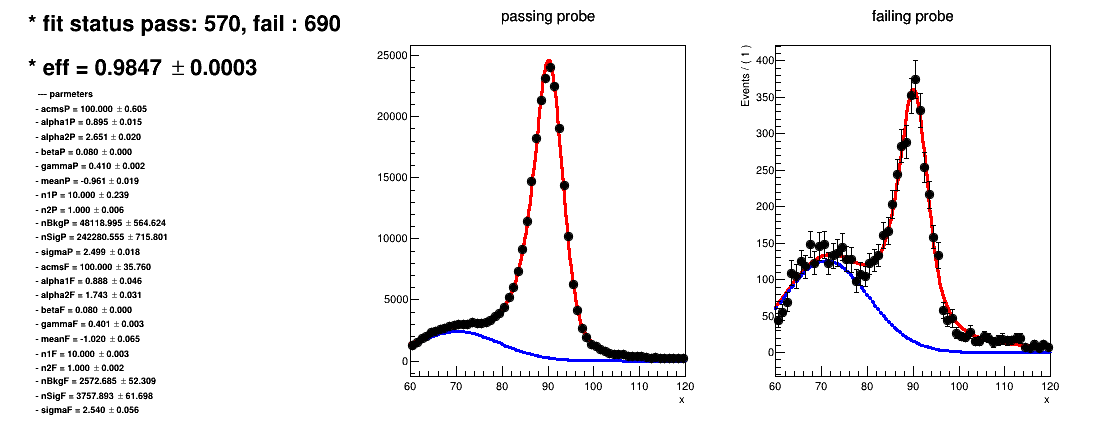 * fit status pass: 570, fail : 690
* eff = 0.9847 ± 0.0003
--- parmeters
- acmsP = 100.000 ± 0.605
- alpha1P = 0.895 ± 0.015
- alpha2P = 2.651 ± 0.020
- betaP = 0.080 ± 0.000
- gammaP = 0.410 ± 0.002
- meanP = -0.961 ± 0.019
- n1P = 10.000 ± 0.239
- n2P = 1.000 ± 0.006
- nBkgP = 48118.995 ± 564.624
- nSigP = 242280.555 ± 715.801
- sigmaP = 2.499 ± 0.018
- acmsF = 100.000 ± 35.760
- alpha1F = 0.888 ± 0.046
- alpha2F = 1.743 ± 0.031
- betaF = 0.080 ± 0.000
- gammaF = 0.401 ± 0.003
- meanF = -1.020 ± 0.065
- n1F = 10.000 ± 0.003
- n2F = 1.000 ± 0.002
- nBkgF = 2572.685 ± 52.309
- nSigF = 3757.893 ± 61.698
- sigmaF = 2.540 ± 0.056
passing probe
25000
20000
15000
10000
5000
0
60 70 80 90 100 110 120
x
failing probe
Events / ( 1 )
400
350
300
250
200
150
100
50
0
60 70 80 90 100 110 120
x